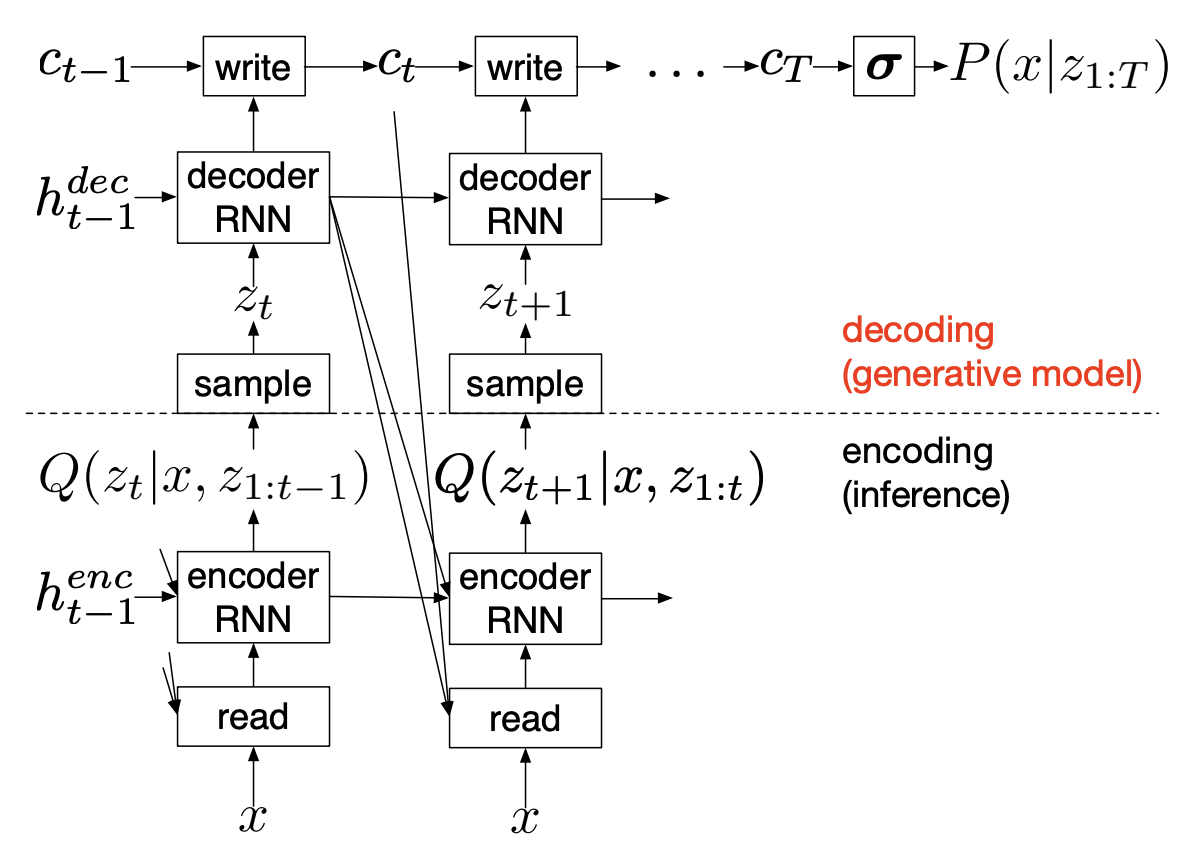 c_{t-1} write c_t write ... c_T σ P(x|z_{1:T})
h^{dec}_{t-1} decoder RNN decoder RNN
z_t z_{t+1}
decoding
(generative model)
sample sample
encoding
(inference)
Q(z_t|x, z_{1:t-1}) Q(z_{t+1}|x, z_{1:t})
h^{enc}_{t-1} encoder RNN encoder RNN
read read
x x